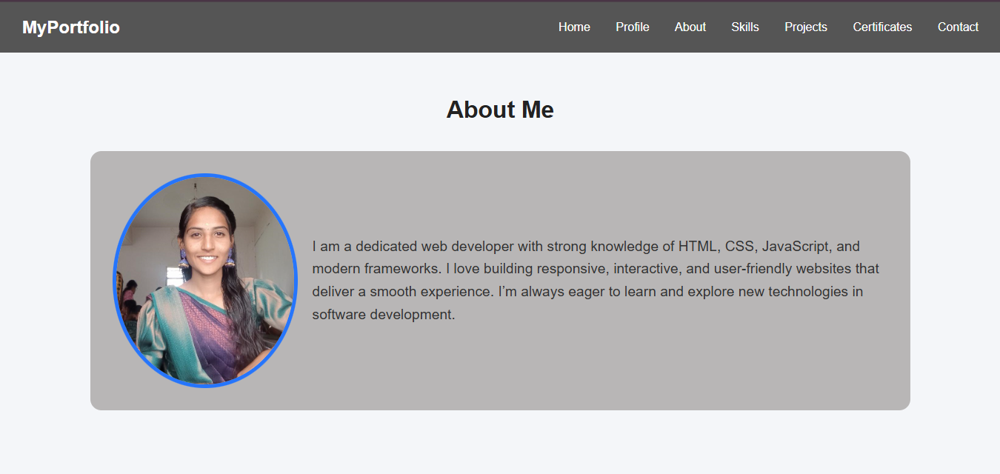 MyPortfolio
Home Profile About Skills Projects Certificates Contact
About Me
I am a dedicated web developer with strong knowledge of HTML, CSS, JavaScript, and
modern frameworks. I love building responsive, interactive, and user-friendly websites that
deliver a smooth experience. I’m always eager to learn and explore new technologies in
software development.